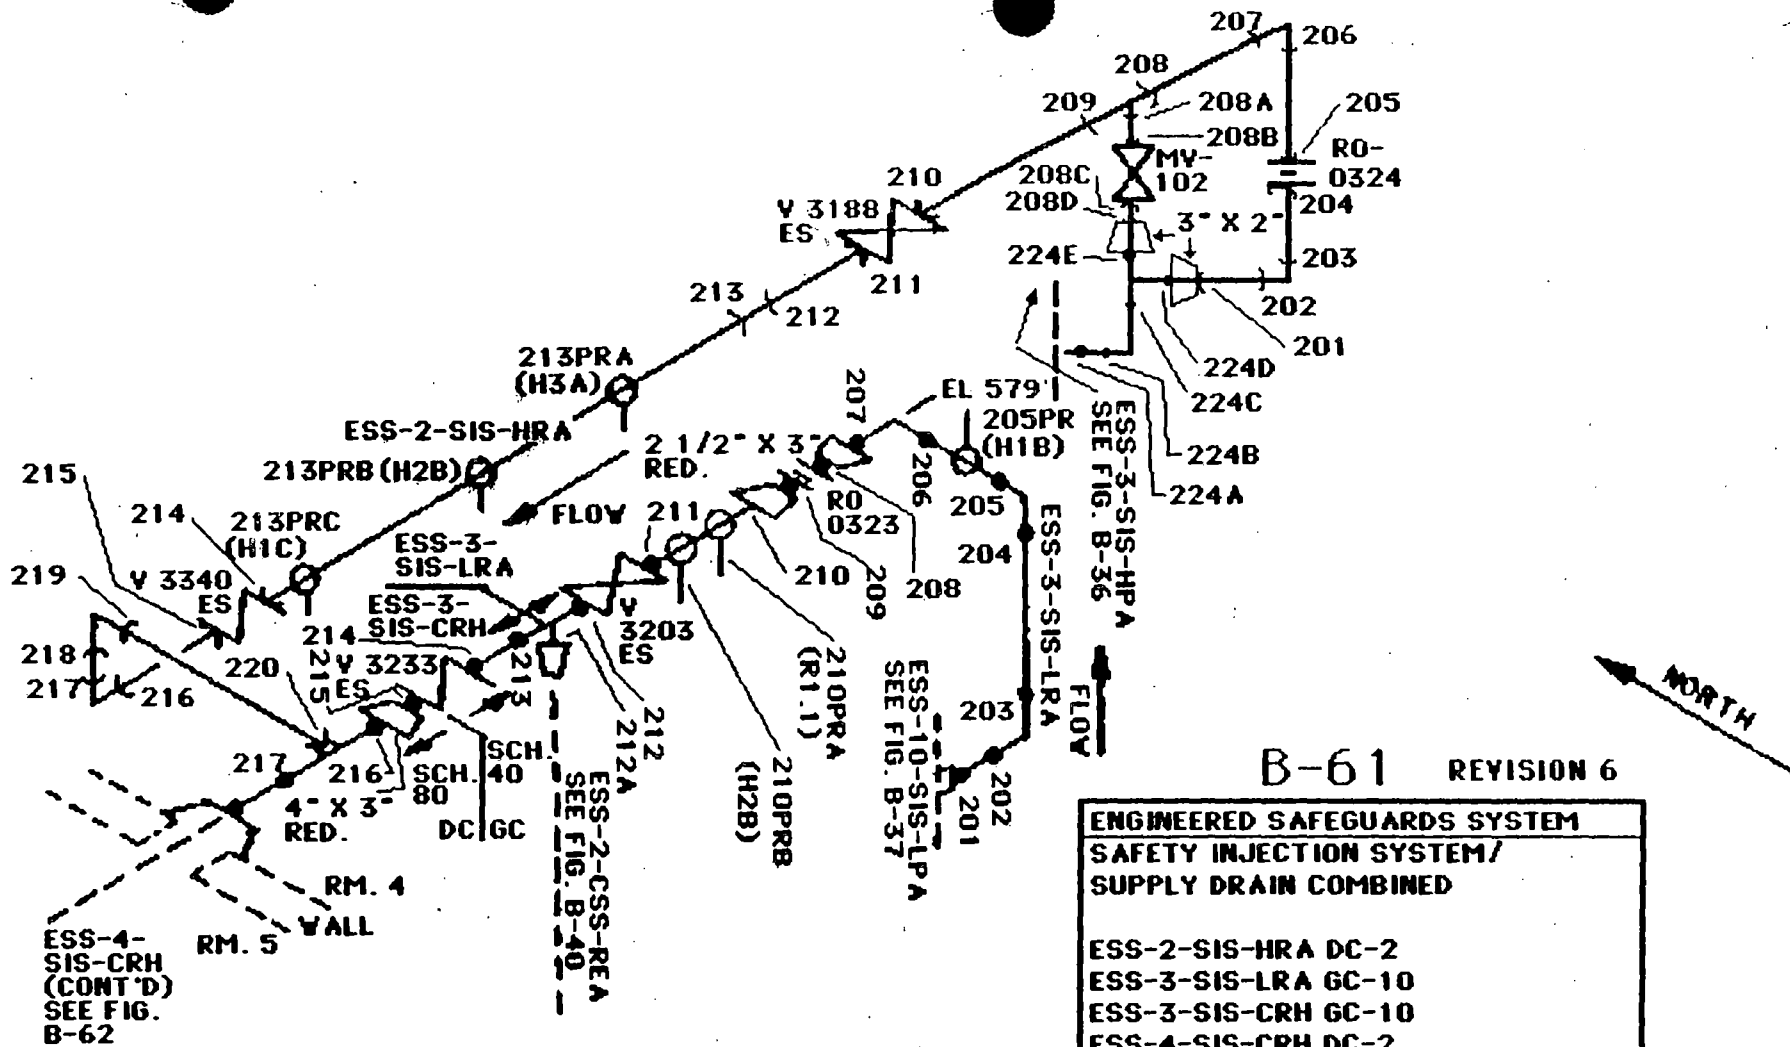 207
206
208
209
208A
205
208B
RO-
0324
MV-
102
208C
208D
210
204
V 3188
ES
3" X 2"
224E
203
211
213
212
202
201
213PRA
(H3A)
224D
EL 579'
207
224C
205PR
(H1B)
ESS-2-SIS-HRA
2 1/2" X 3"
RED.
213PRB (H2B)
224B
206
215
RO
0323
205
224A
ESS-3-SIS-HPA
SEE FIG. B-36
214
213PRC
(H1C)
FLOW
211
ESS-3-
SIS-LRA
204
ESS-3-SIS-LRA
219
V 3340
ES
210
209
208
ESS-3-
SIS-CRH
V
3203
ES
214
218
220
215
V 3233
ES
213
217
216
212
212A
210PRA
(R1.1)
ESS-10-SIS-LPA
SEE FIG. B-37
203
FLOW
NORTH
210PRB
(H2B)
217
216
SCH.
80
SCH.
40
202
201
4" X 3"
RED.
DC
GC
ESS-2-CSS-REA
SEE FIG. B-40
RM. 4
WALL
RM. 5
ESS-4-
SIS-CRH
(CONT'D)
SEE FIG.
B-62
B-61 REVISION 6
ENGINEERED SAFEGUARDS SYSTEM
SAFETY INJECTION SYSTEM/
SUPPLY DRAIN COMBINED
ESS-2-SIS-HRA DC-2
ESS-3-SIS-LRA GC-10
ESS-3-SIS-CRH GC-10
ESS-4-SIS-CRH DC-2